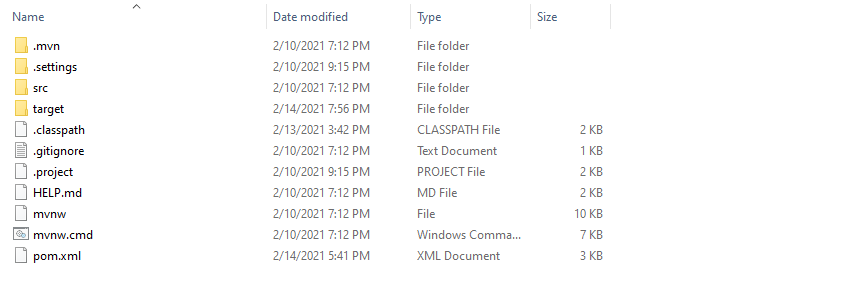 Name Date modified Type Size
.mvn 2/10/2021 7:12 PM File folder
.settings 2/10/2021 9:15 PM File folder
src 2/10/2021 7:12 PM File folder
target 2/14/2021 7:56 PM File folder
.classpath 2/13/2021 3:42 PM CLASSPATH File 2 KB
.gitignore 2/10/2021 7:12 PM Text Document 1 KB
.project 2/10/2021 9:15 PM PROJECT File 2 KB
HELP.md 2/10/2021 7:12 PM MD File 2 KB
mvnw 2/10/2021 7:12 PM File 10 KB
mvnw.cmd 2/10/2021 7:12 PM Windows Comma... 7 KB
pom.xml 2/14/2021 5:41 PM XML Document 3 KB